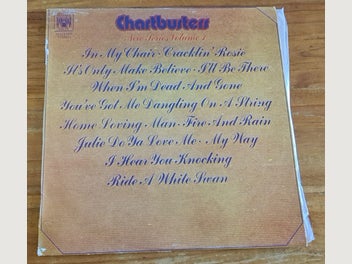 Chartbusters
New Series Volume 1
In My Chair · Cracklin' Rosie
It's Only Make Believe · I'll Be There
When I'm Dead And Gone
You've Got Me Dangling On A String
Home Loving Man · Fire And Rain
Julie Do Ya Love Me · My Way
I Hear You Knocking
Ride A White Swan